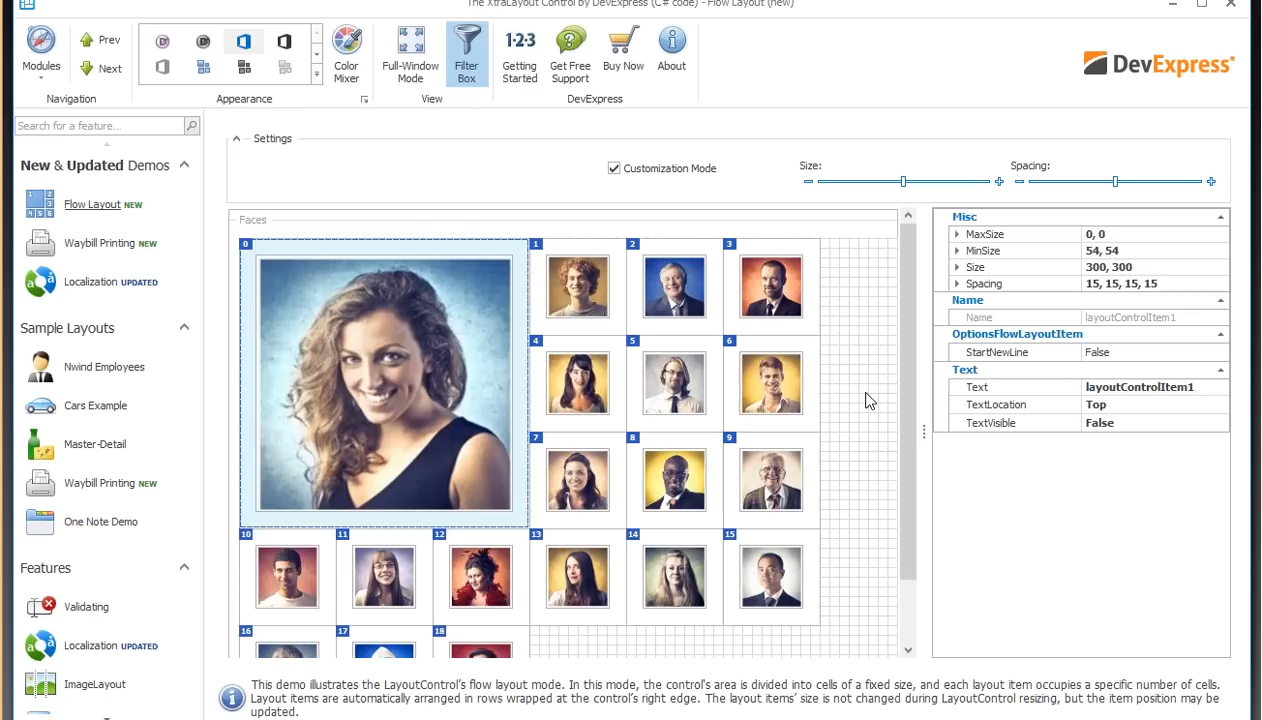 The XtraLayout Control by DevExpress (C# code) - Flow Layout (new)
Modules
Prev
Next
Navigation
Appearance
Color Mixer
Full-Window Mode
Filter Box
View
1·2·3
Getting Started
Get Free Support
Buy Now
About
DevExpress
DevExpress
Search for a feature...
New & Updated Demos
Flow Layout NEW
Waybill Printing NEW
Localization UPDATED
Sample Layouts
Nwind Employees
Cars Example
Master-Detail
Waybill Printing NEW
One Note Demo
Features
Validating
Localization UPDATED
ImageLayout
Settings
Customization Mode
Size:
Spacing:
Faces
0
1
2
3
4
5
6
7
8
9
10
11
12
13
14
15
16
17
18
Misc
MaxSize 0, 0
MinSize 54, 54
Size 300, 300
Spacing 15, 15, 15, 15
Name
Name layoutControlItem1
OptionsFlowLayoutItem
StartNewLine False
Text
Text layoutControlItem1
TextLocation Top
TextVisible False
This demo illustrates the LayoutControl's flow layout mode. In this mode, the control's area is divided into cells of a fixed size, and each layout item occupies a specific number of cells.
Layout items are automatically arranged in rows wrapped at the control's right edge. The layout items' size is not changed during LayoutControl resizing, but the item position may be
updated.